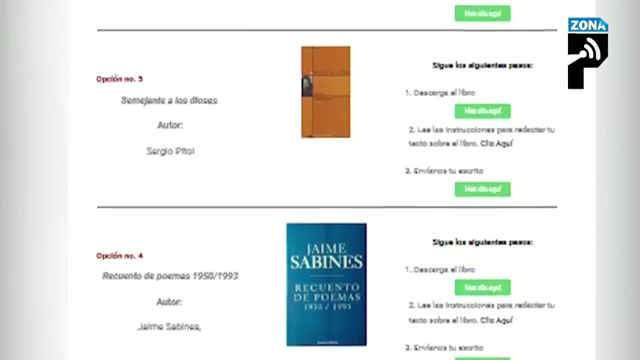 Haz clic aquí
ZONA
P
Opción no. 3
Semejante a los dioses
Autor:
Sergio Pitol
Sigue los siguientes pasos:
1. Descarga el libro
Haz clic aquí
2. Lee las instrucciones para redactar tu
texto sobre el libro. Clic Aquí
3. Envíanos tu escrito
Haz clic aquí
Opción no. 4
Recuento de poemas 1950/1993
Autor:
Jaime Sabines,
JAIME
SABINES
RECUENTO
DE POEMAS
1950 / 1993
Sigue los siguientes pasos:
1. Descarga el libro
Haz clic aquí
2. Lee las instrucciones para redactar tu
texto sobre el libro. Clic Aquí
3. Envíanos tu escrito